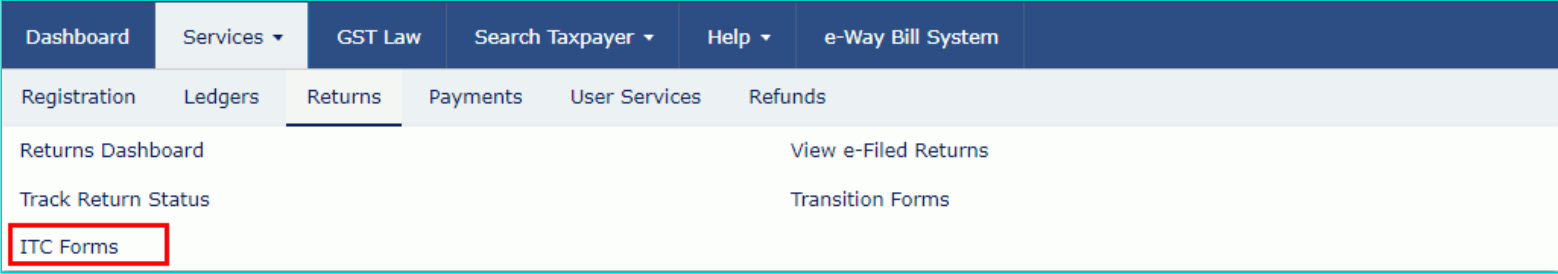 Dashboard Services GST Law Search Taxpayer Help e-Way Bill System
Registration Ledgers Returns Payments User Services Refunds
Returns Dashboard View e-Filed Returns
Track Return Status Transition Forms
ITC Forms